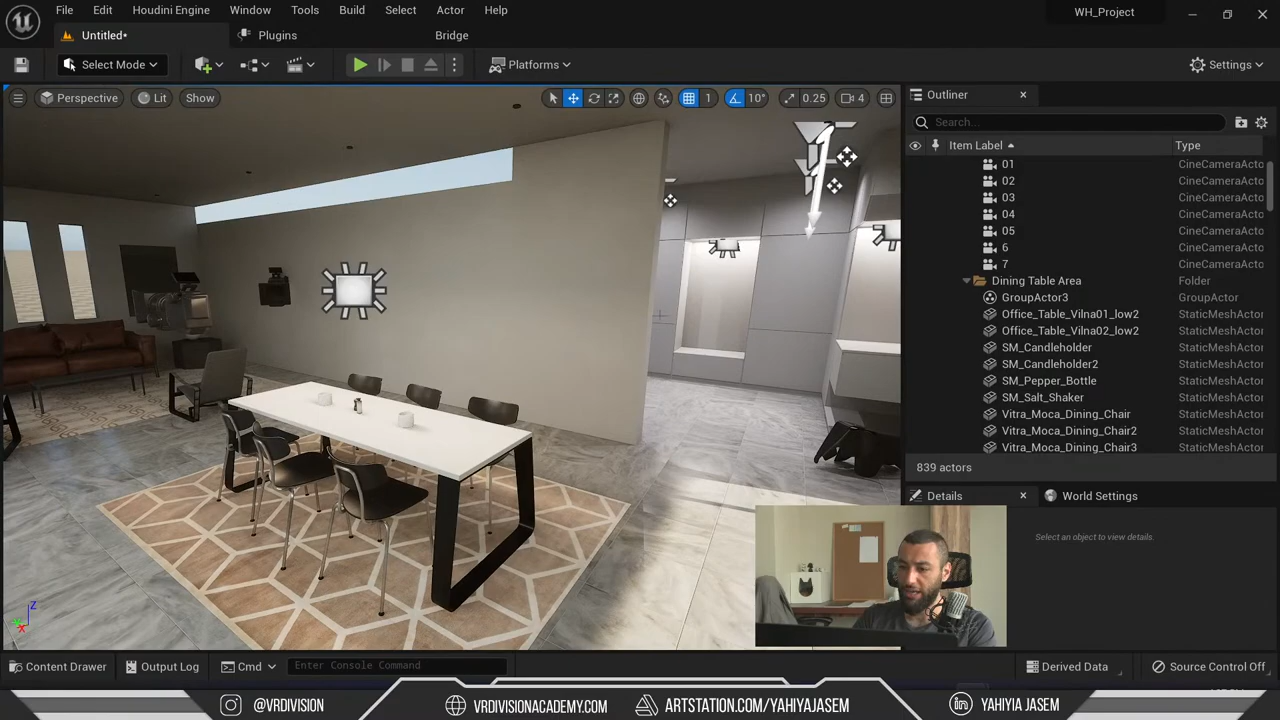 File Edit Houdini Engine Window Tools Build Select Actor Help
WH_Project
Untitled*
Plugins
Bridge
Select Mode
Platforms
Settings
Perspective
Lit
Show
1
10°
0.25
4
Outliner
Search...
Item Label
Type
01 CineCameraActo
02 CineCameraActo
03 CineCameraActo
04 CineCameraActo
05 CineCameraActo
6 CineCameraActo
7 CineCameraActo
Dining Table Area Folder
GroupActor3 GroupActor
Office_Table_Vilna01_low2 StaticMeshActor
Office_Table_Vilna02_low2 StaticMeshActor
SM_Candleholder StaticMeshActor
SM_Candleholder2 StaticMeshActor
SM_Pepper_Bottle StaticMeshActor
SM_Salt_Shaker StaticMeshActor
Vitra_Moca_Dining_Chair StaticMeshActor
Vitra_Moca_Dining_Chair2 StaticMeshActor
Vitra_Moca_Dining_Chair3 StaticMeshActor
839 actors
Details
World Settings
Select an object to view details.
Z
Content Drawer
Output Log
Cmd
Enter Console Command
Derived Data
Source Control Off
@VRDIVISION
VRDIVISIONACADEMY.COM
ARTSTATION.COM/YAHIYAJASEM
YAHIYIA JASEM